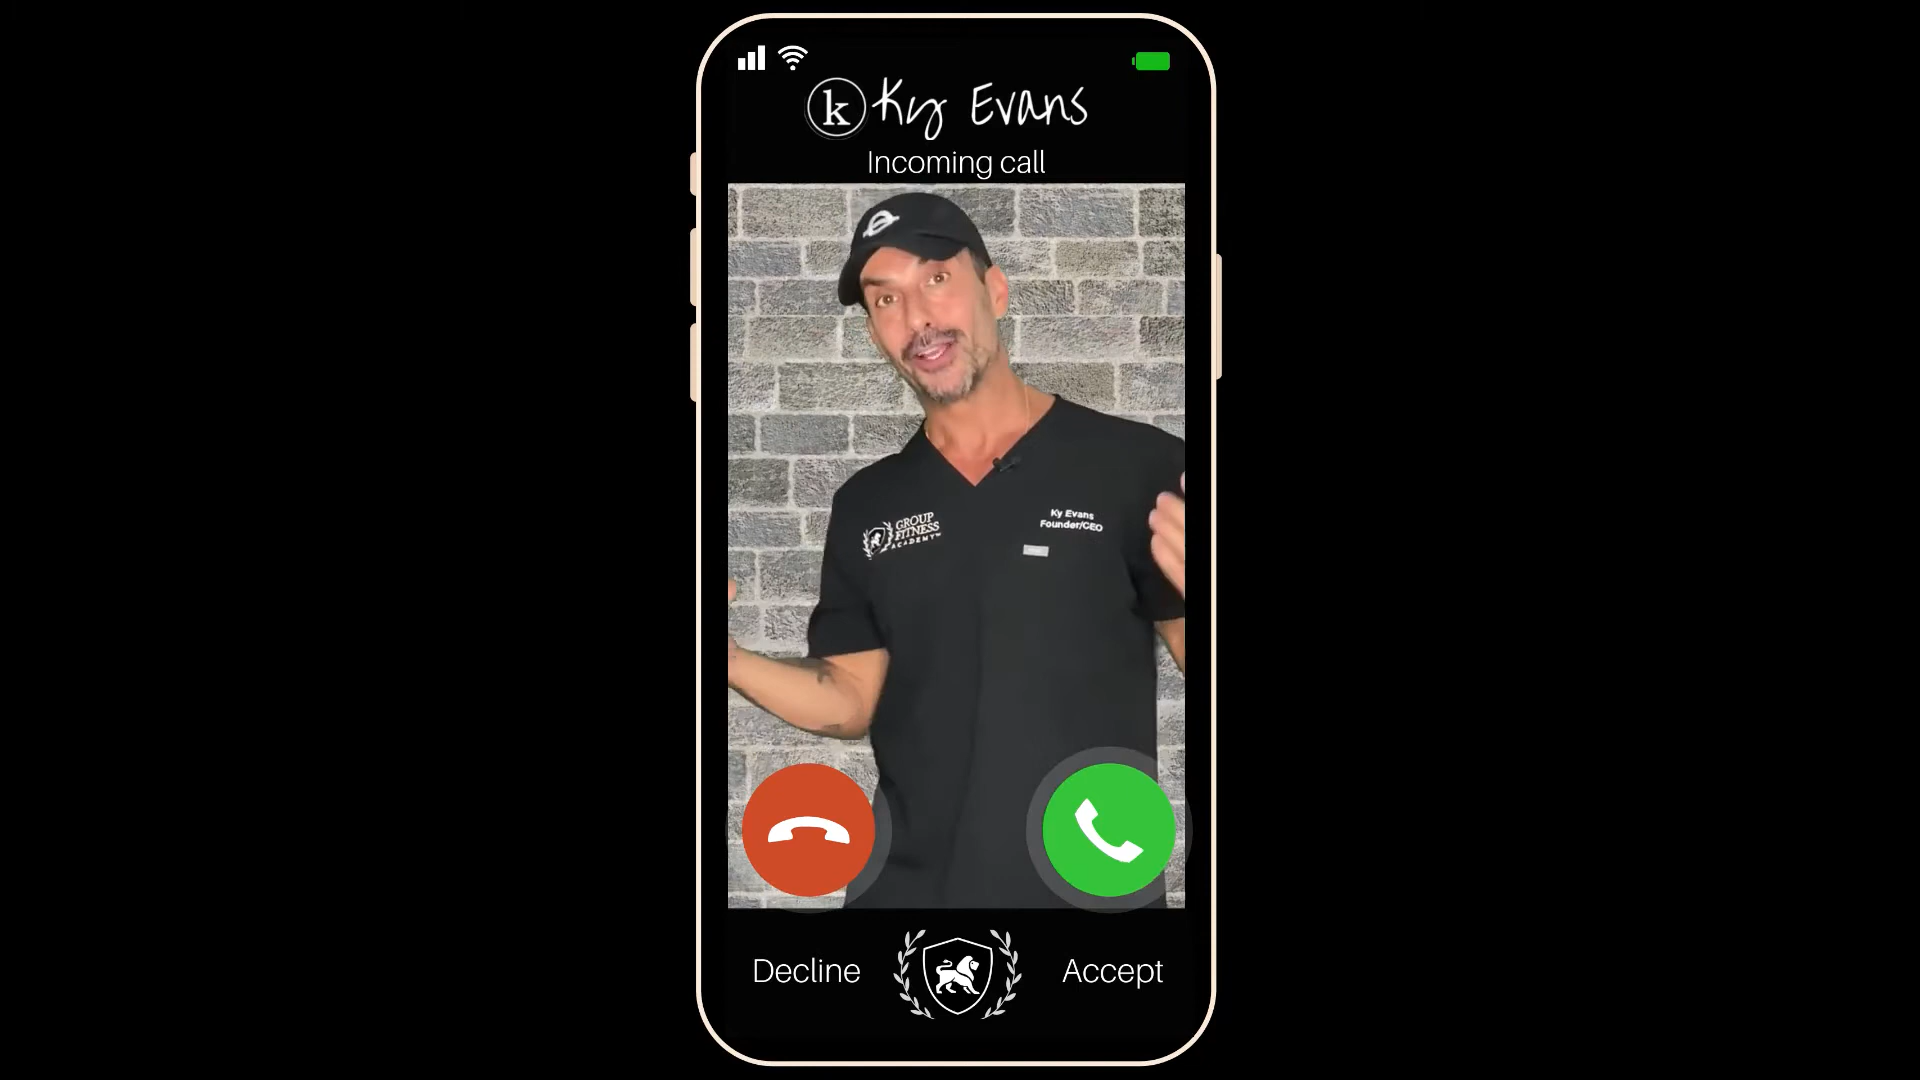 k Ky Evans
Incoming call
GROUP
FITNESS
ACADEMY
Ky Evans
Founder/CEO
Decline
Accept